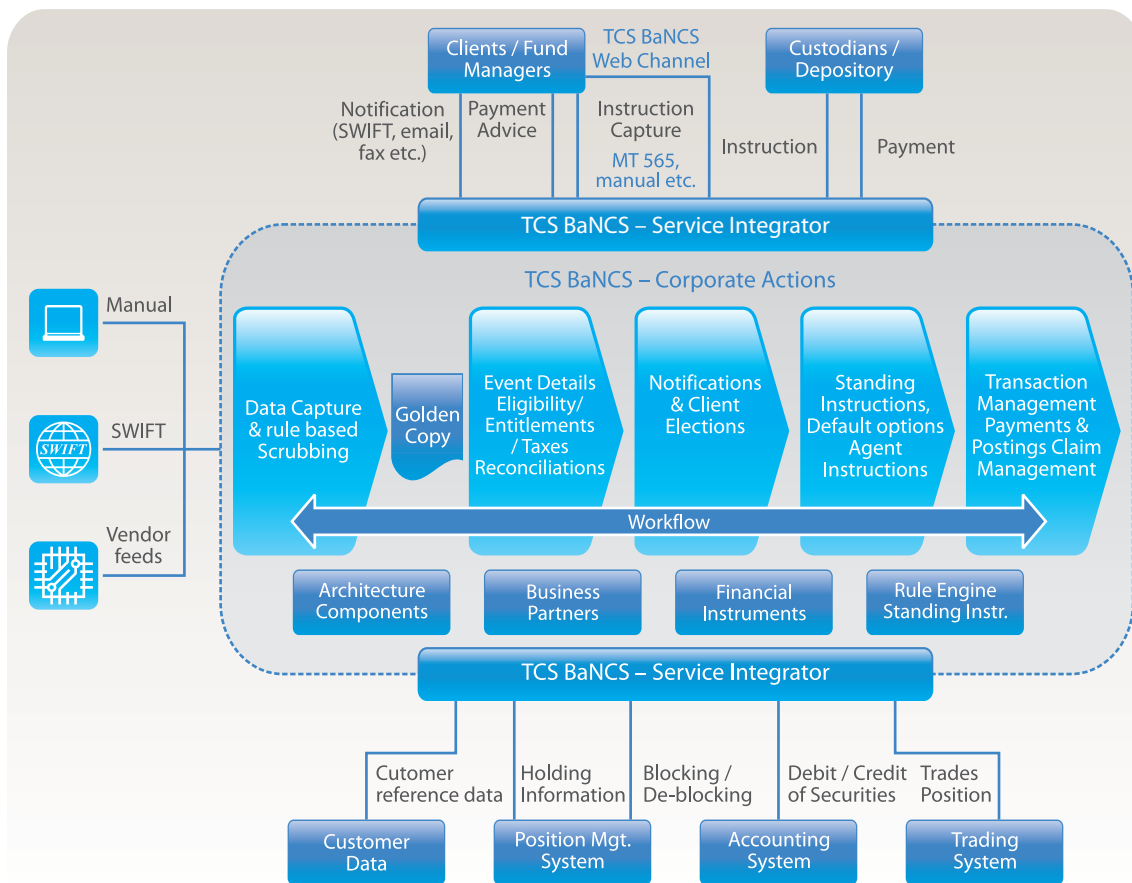 Clients / Fund
Managers
TCS BaNCS
Web Channel
Custodians /
Depository
Notification
(SWIFT, email,
fax etc.)
Payment
Advice
Instruction
Capture
MT 565,
manual etc.
Instruction
Payment
TCS BaNCS – Service Integrator
TCS BaNCS – Corporate Actions
Manual
SWIFT
SWIFT
Vendor
feeds
Data Capture
& rule based
Scrubbing
Golden
Copy
Event Details
Eligibility/
Entitlements
/ Taxes
Reconciliations
Notifications
& Client
Elections
Standing
Instructions,
Default options
Agent
Instructions
Transaction
Management
Payments &
Postings Claim
Management
Workflow
Architecture
Components
Business
Partners
Financial
Instruments
Rule Engine
Standing Instr.
TCS BaNCS – Service Integrator
Cutomer
reference data
Holding
Information
Blocking /
De-blocking
Debit / Credit
of Securities
Trades
Position
Customer
Data
Position Mgt.
System
Accounting
System
Trading
System